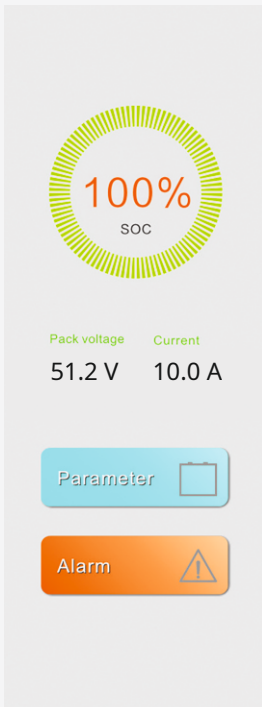 100%
SOC
Pack voltage Current
51.2 V 10.0 A
Parameter
Alarm